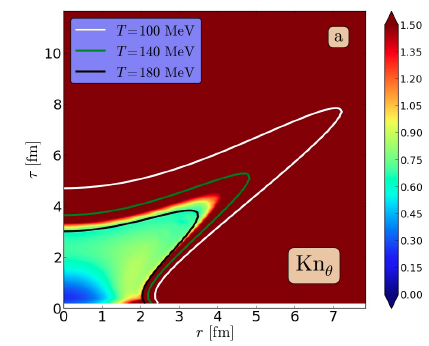 a
T = 100 MeV
T = 140 MeV
T = 180 MeV
Kn_θ
τ [fm]
10
8
6
4
2
0
0 1 2 3 4 5 6 7
r [fm]
1.50
1.35
1.20
1.05
0.90
0.75
0.60
0.45
0.30
0.15
0.00